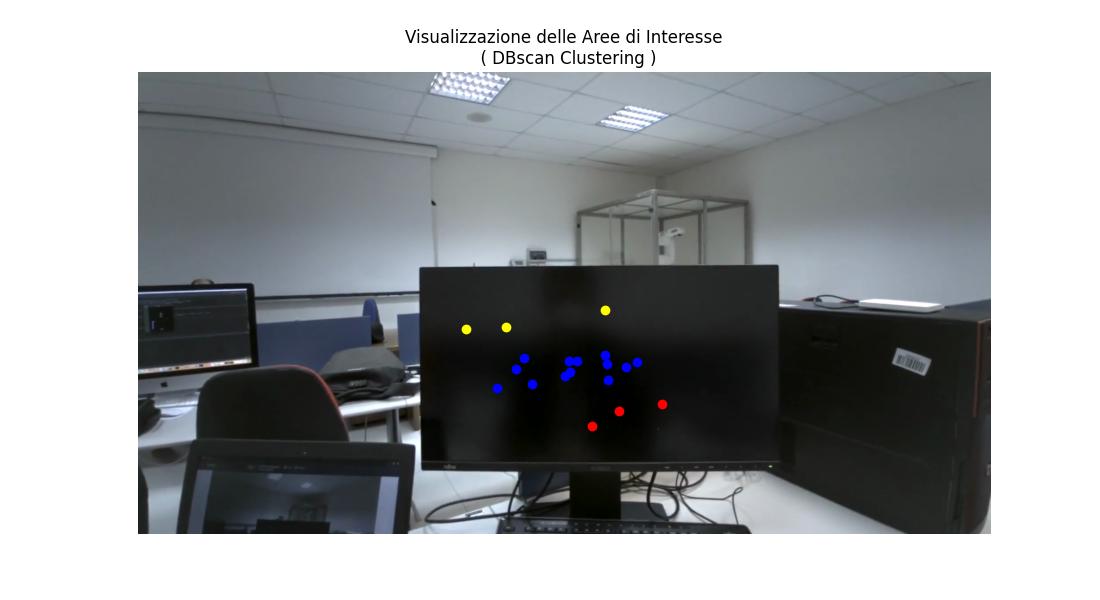 Visualizzazione delle Aree di Interesse
( DBscan Clustering )